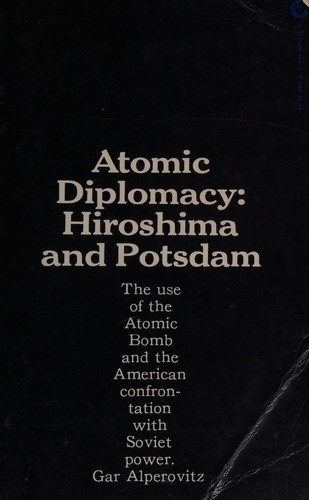 Atomic
Diplomacy:
Hiroshima
and Potsdam
The use
of the
Atomic
Bomb
and the
American
confron-
tation
with
Soviet
power.
Gar Alperovitz